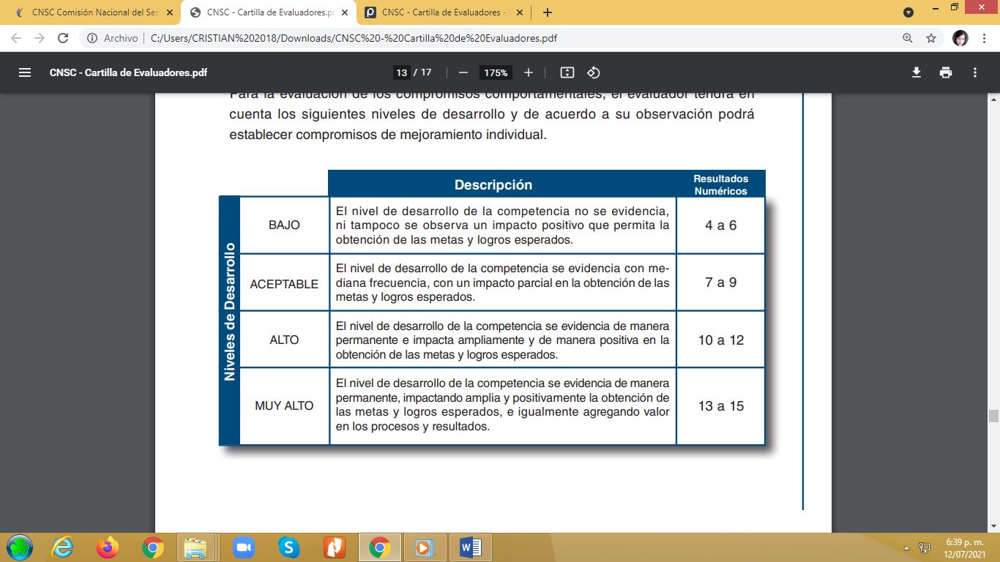 CNSC Comisión Nacional del Ser
CNSC - Cartilla de Evaluadores.pd
CNSC - Cartilla de Evaluadores -
Archivo
C:/Users/CRISTIAN%202018/Downloads/CNSC%20-%20Cartilla%20de%20Evaluadores.pdf
CNSC - Cartilla de Evaluadores.pdf
13 / 17
175%
Para la evaluación de los compromisos comportamentales, el evaluador tendrá en
cuenta los siguientes niveles de desarrollo y de acuerdo a su observación podrá
establecer compromisos de mejoramiento individual.
Descripción
Resultados
Numéricos
Niveles de Desarrollo
BAJO
El nivel de desarrollo de la competencia no se evidencia,
ni tampoco se observa un impacto positivo que permita la
obtención de las metas y logros esperados.
4 a 6
ACEPTABLE
El nivel de desarrollo de la competencia se evidencia con me-
diana frecuencia, con un impacto parcial en la obtención de las
metas y logros esperados.
7 a 9
ALTO
El nivel de desarrollo de la competencia se evidencia de manera
permanente e impacta ampliamente y de manera positiva en la
obtención de las metas y logros esperados.
10 a 12
MUY ALTO
El nivel de desarrollo de la competencia se evidencia de manera
permanente, impactando amplia y positivamente la obtención de
las metas y logros esperados, e igualmente agregando valor
en los procesos y resultados.
13 a 15
6:39 p. m.
12/07/2021